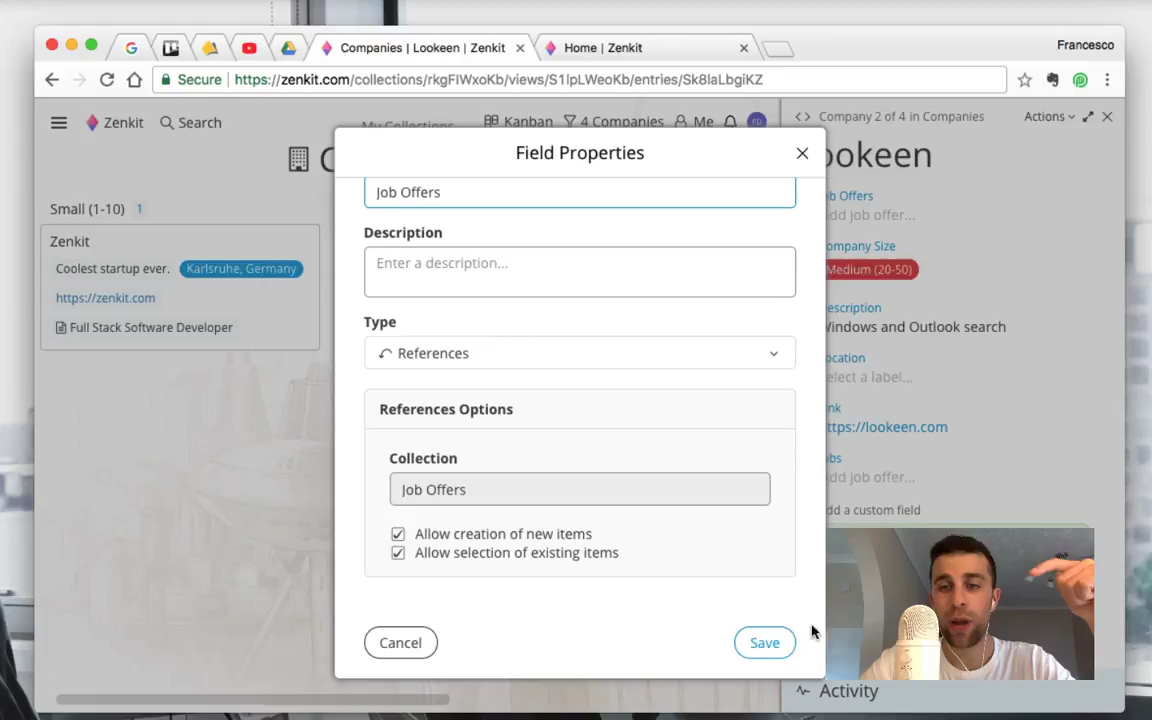 Companies | Lookeen | Zenkit
Home | Zenkit
Francesco
Secure
https://zenkit.com/collections/rkgFIWxoKb/views/S1lpLWeoKb/entries/Sk8laLbgiKZ
Zenkit
Search
My Collections
Kanban
4 Companies
Me
Company 2 of 4 in Companies
Actions
Field Properties
C
ookeen
Small (1-10) 1
Zenkit
Coolest startup ever.
Karlsruhe, Germany
https://zenkit.com
Full Stack Software Developer
Job Offers
Description
Enter a description...
Type
References
References Options
Collection
Job Offers
Allow creation of new items
Allow selection of existing items
Cancel
Save
ob Offers
dd job offer...
ompany Size
Medium (20-50)
escription
Windows and Outlook search
ocation
elect a label...
nk
ttps://lookeen.com
obs
dd job offer...
dd a custom field
Activity